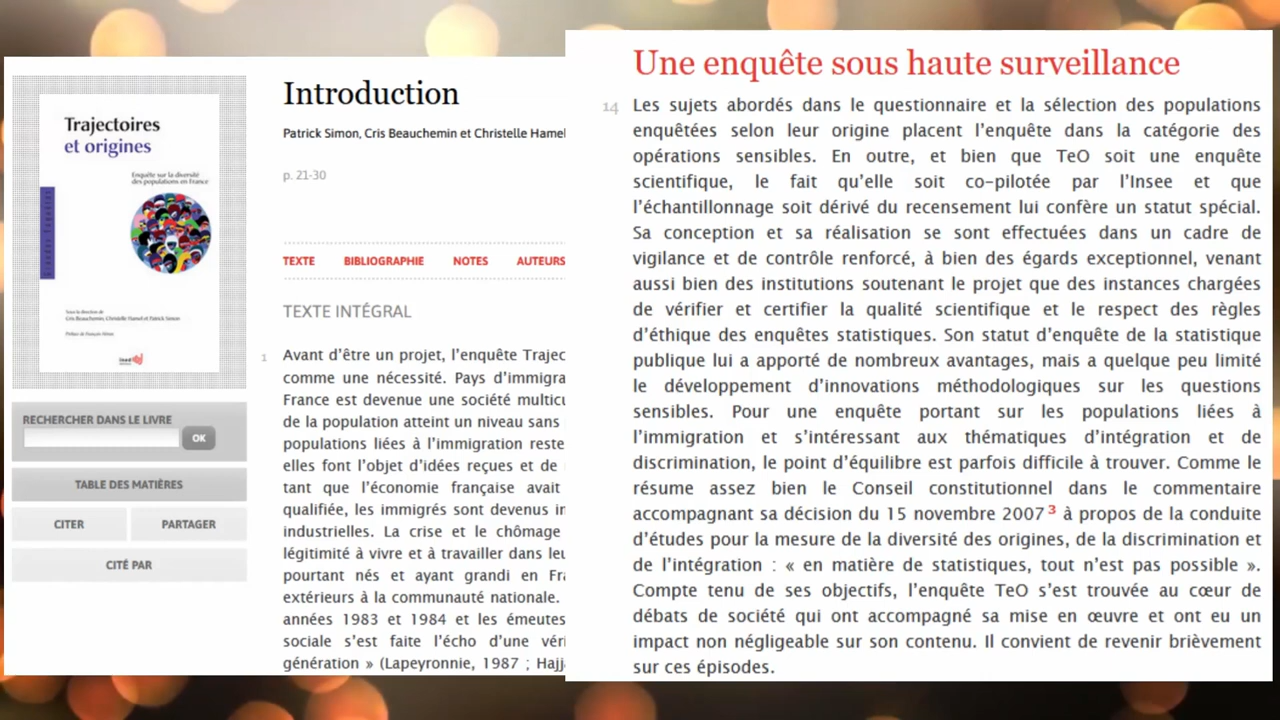 Trajectoires
et origines
Enquête sur la diversité
des populations en France
Sous la direction de
Cris Beauchemin, Christelle Hamel et Patrick Simon
Préface de François Héran
ined
RECHERCHER DANS LE LIVRE
OK
TABLE DES MATIÈRES
CITER
PARTAGER
CITÉ PAR
Introduction
Patrick Simon, Cris Beauchemin et Christelle Hamel
p. 21-30
TEXTE
BIBLIOGRAPHIE
NOTES
AUTEURS
TEXTE INTÉGRAL
1
Avant d’être un projet, l’enquête Trajec
comme une nécessité. Pays d’immigra
France est devenue une société multicu
de la population atteint un niveau sans
populations liées à l’immigration reste
elles font l’objet d’idées reçues et de
tant que l’économie française avait
qualifiée, les immigrés sont devenus in
industrielles. La crise et le chômage
légitimité à vivre et à travailler dans leu
pourtant nés et ayant grandi en Fra
extérieurs à la communauté nationale.
années 1983 et 1984 et les émeutes
sociale s’est faite l’écho d’une véri
génération » (Lapeyronnie, 1987 ; Hajj
Une enquête sous haute surveillance
14
Les sujets abordés dans le questionnaire et la sélection des populations
enquêtées selon leur origine placent l’enquête dans la catégorie des
opérations sensibles. En outre, et bien que TeO soit une enquête
scientifique, le fait qu’elle soit co-pilotée par l’Insee et que
l’échantillonnage soit dérivé du recensement lui confère un statut spécial.
Sa conception et sa réalisation se sont effectuées dans un cadre de
vigilance et de contrôle renforcé, à bien des égards exceptionnel, venant
aussi bien des institutions soutenant le projet que des instances chargées
de vérifier et certifier la qualité scientifique et le respect des règles
d’éthique des enquêtes statistiques. Son statut d’enquête de la statistique
publique lui a apporté de nombreux avantages, mais a quelque peu limité
le développement d’innovations méthodologiques sur les questions
sensibles. Pour une enquête portant sur les populations liées à
l’immigration et s’intéressant aux thématiques d’intégration et de
discrimination, le point d’équilibre est parfois difficile à trouver. Comme le
résume assez bien le Conseil constitutionnel dans le commentaire
accompagnant sa décision du 15 novembre 2007 3 à propos de la conduite
d’études pour la mesure de la diversité des origines, de la discrimination et
de l’intégration : « en matière de statistiques, tout n’est pas possible ».
Compte tenu de ses objectifs, l’enquête TeO s’est trouvée au cœur de
débats de société qui ont accompagné sa mise en œuvre et ont eu un
impact non négligeable sur son contenu. Il convient de revenir brièvement
sur ces épisodes.